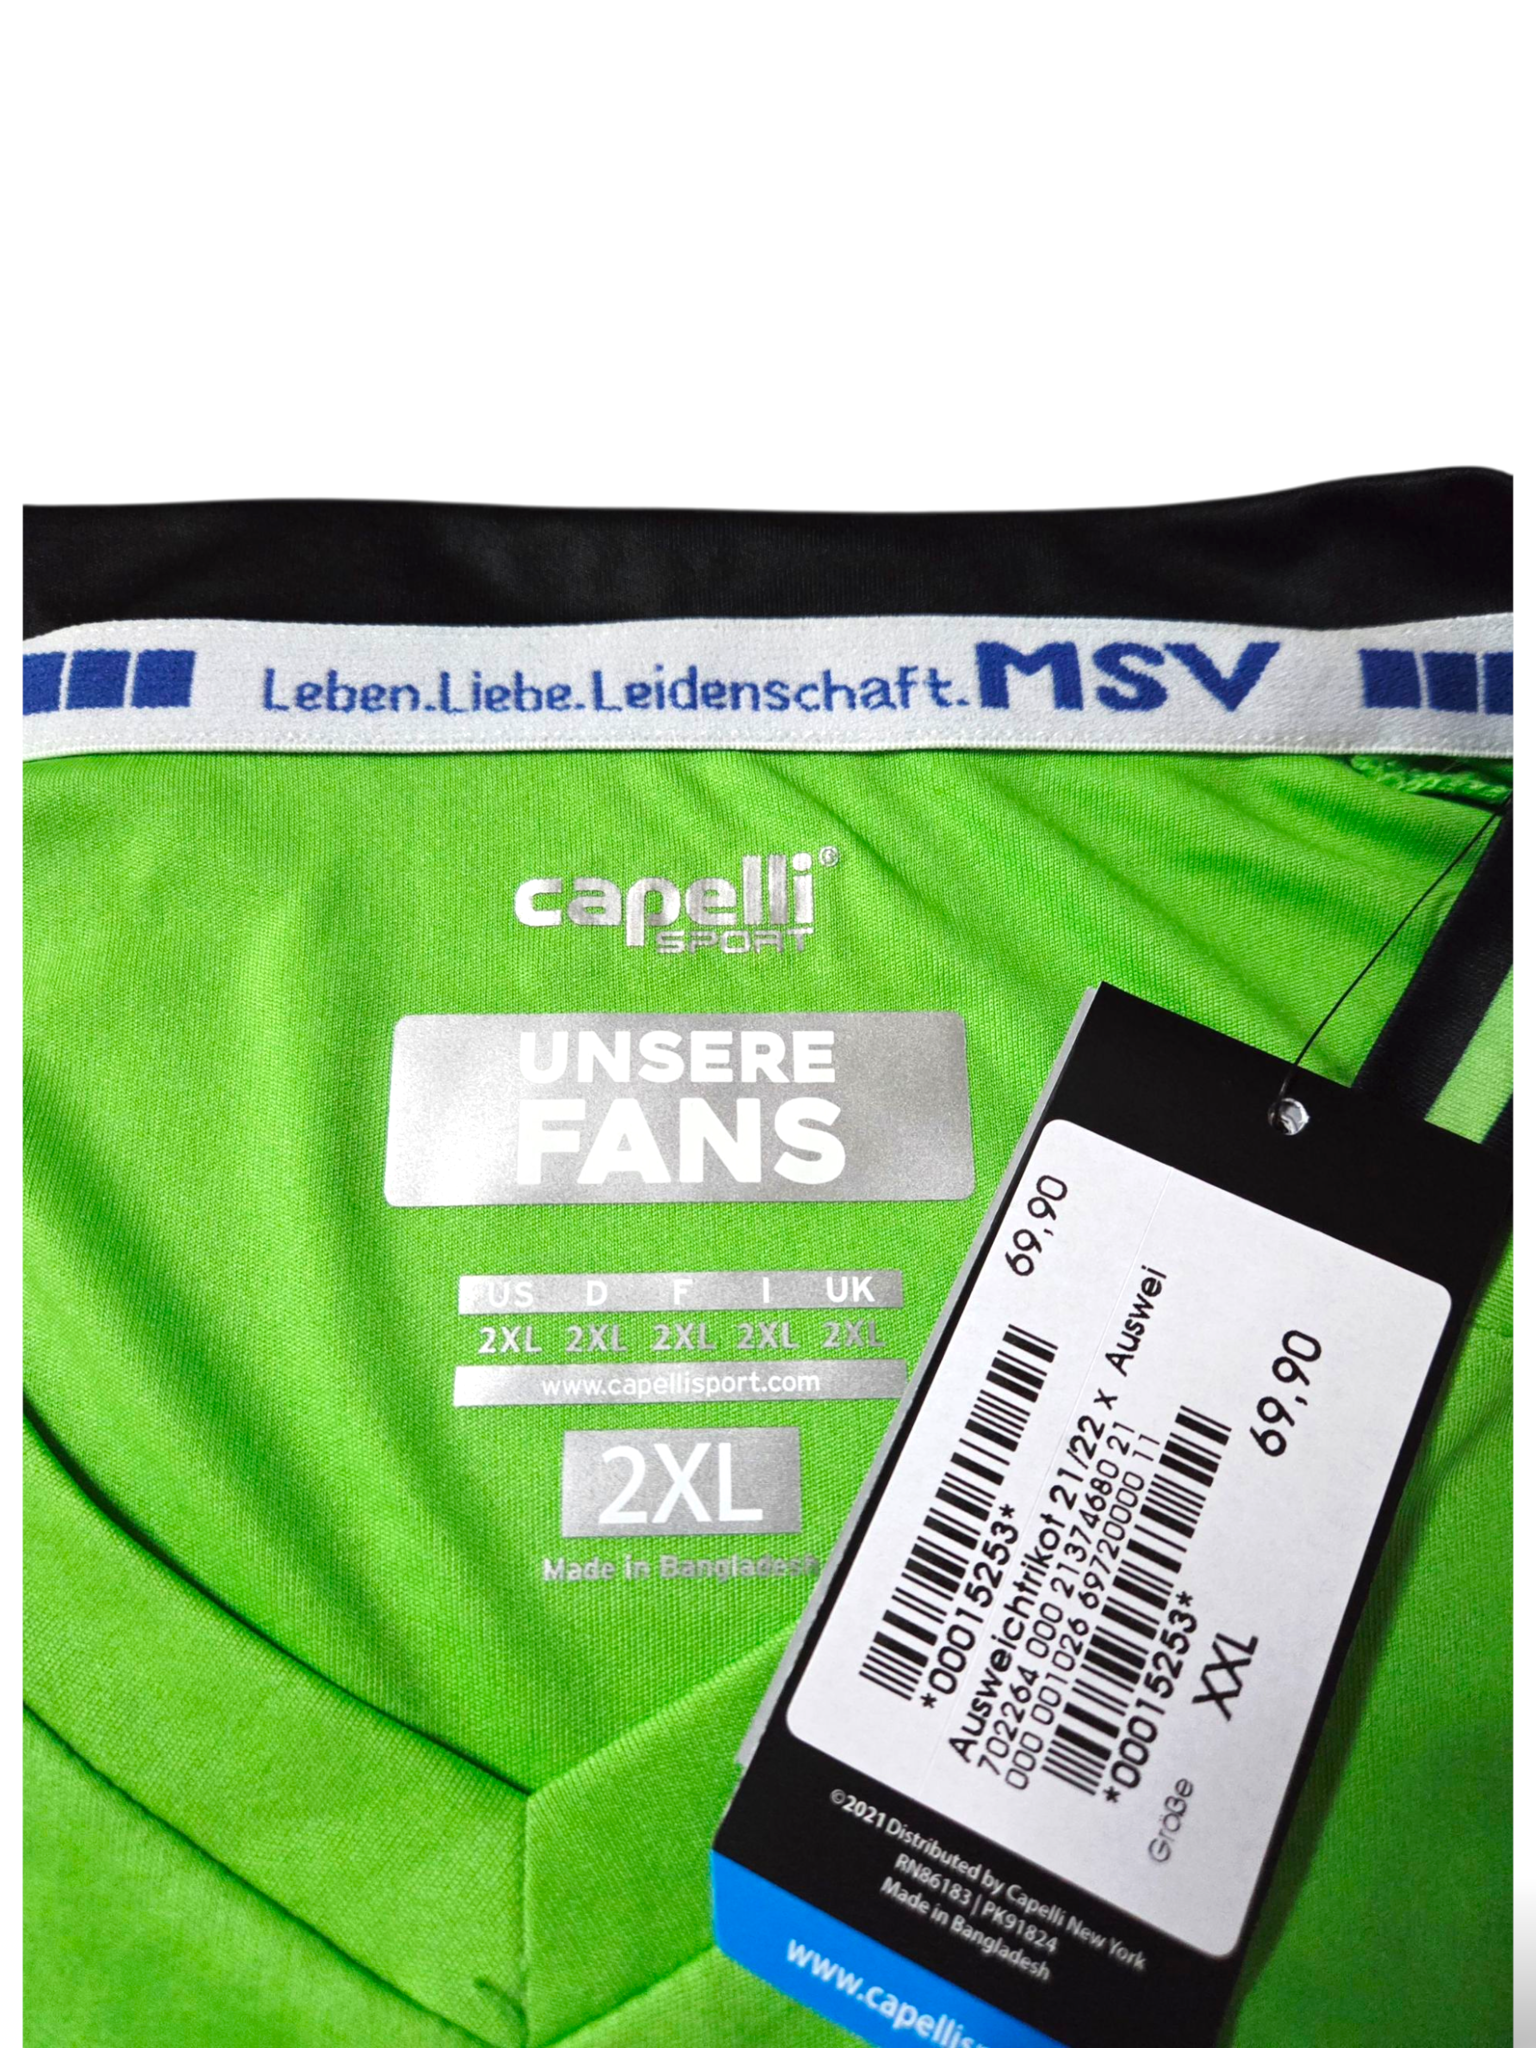 Leben.Liebe.Leidenschaft.MSV
capelli®
SPORT
UNSERE
FANS
US D F I UK
2XL 2XL 2XL 2XL 2XL
www.capellisport.com
2XL
Made in Bangladesh
69,90
*00015253*
Ausweichtrikot 21/22 x Auswei
702264 000 21374680 21
000 001026 69720000 11
*00015253*
69,90
Größe XXL
©2021 Distributed by Capelli New York
RN86183 | PK91824
Made in Bangladesh
www.capellis